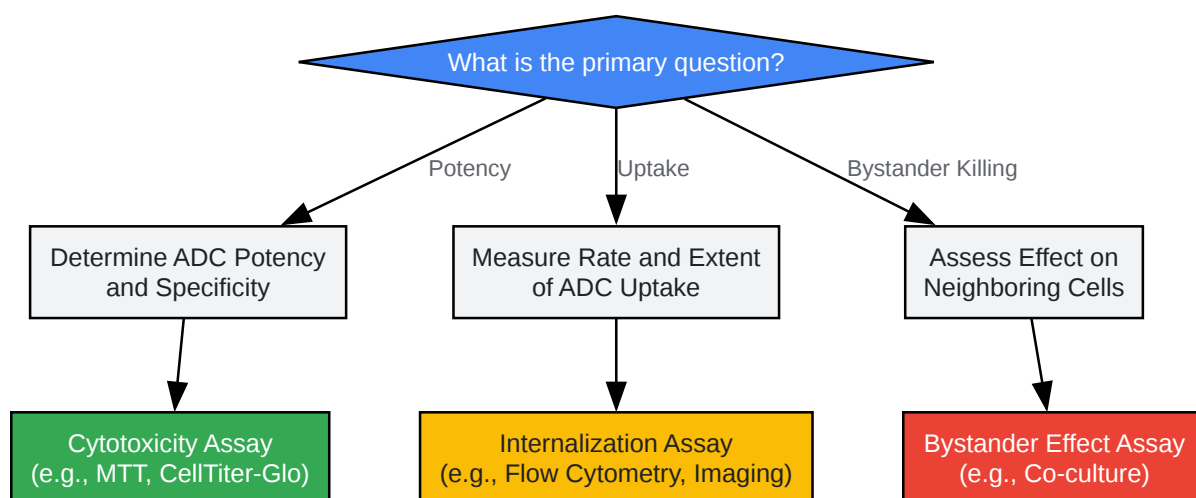 What is the primary question?
Potency
Uptake
Bystander Killing
Determine ADC Potency
and Specificity
Measure Rate and Extent
of ADC Uptake
Assess Effect on
Neighboring Cells
Cytotoxicity Assay
(e.g., MTT, CellTiter-Glo)
Internalization Assay
(e.g., Flow Cytometry, Imaging)
Bystander Effect Assay
(e.g., Co-culture)